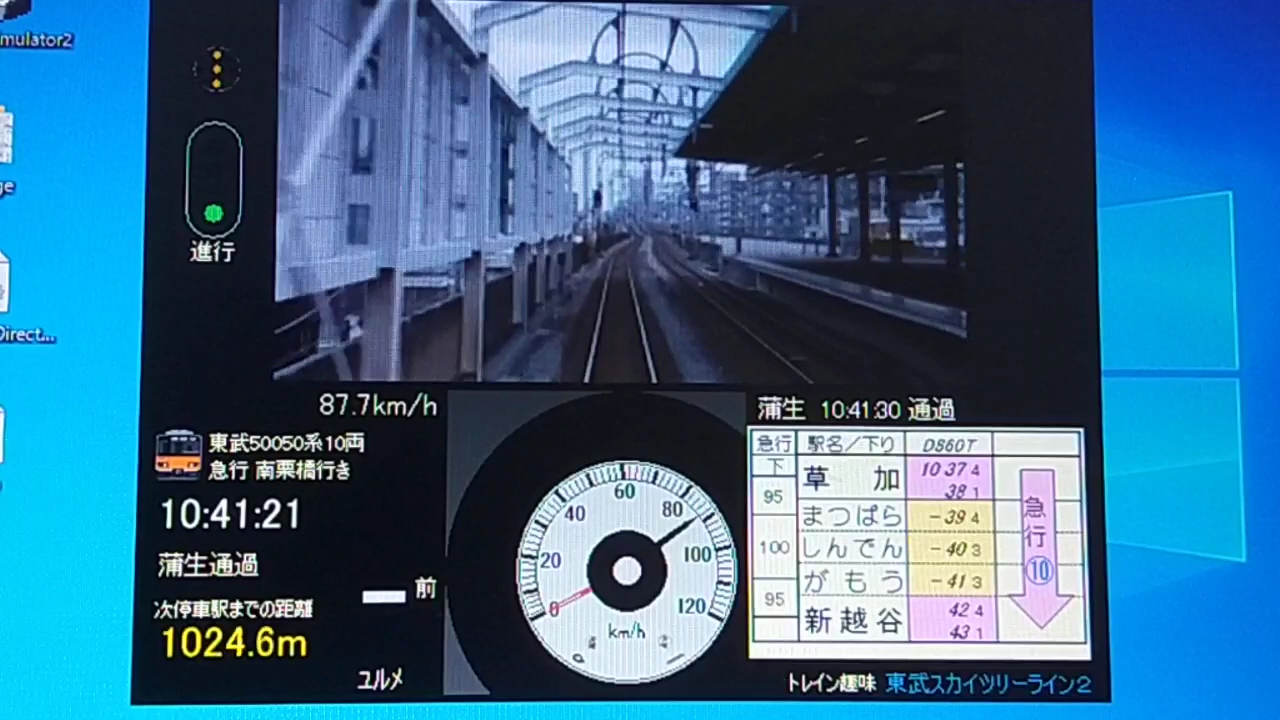 mulator2
ge
Direct...
進行
87.7km/h
東武50050系10両
急行 南栗橋行き
10:41:21
蒲生通過
前
次停車駅までの距離
1024.6m
ユルメ
0
20
40
60
80
100
120
km/h
蒲生 10:41:30 通過
急行 駅名/下り D860T
下
草 加 10 37 4
38 1
95
まつばら -39 4
100 しんでん -40 3
がもう -41 3
95
新越谷 42 4
43 1
急行⑩
トレイン趣味 東武スカイツリーライン2